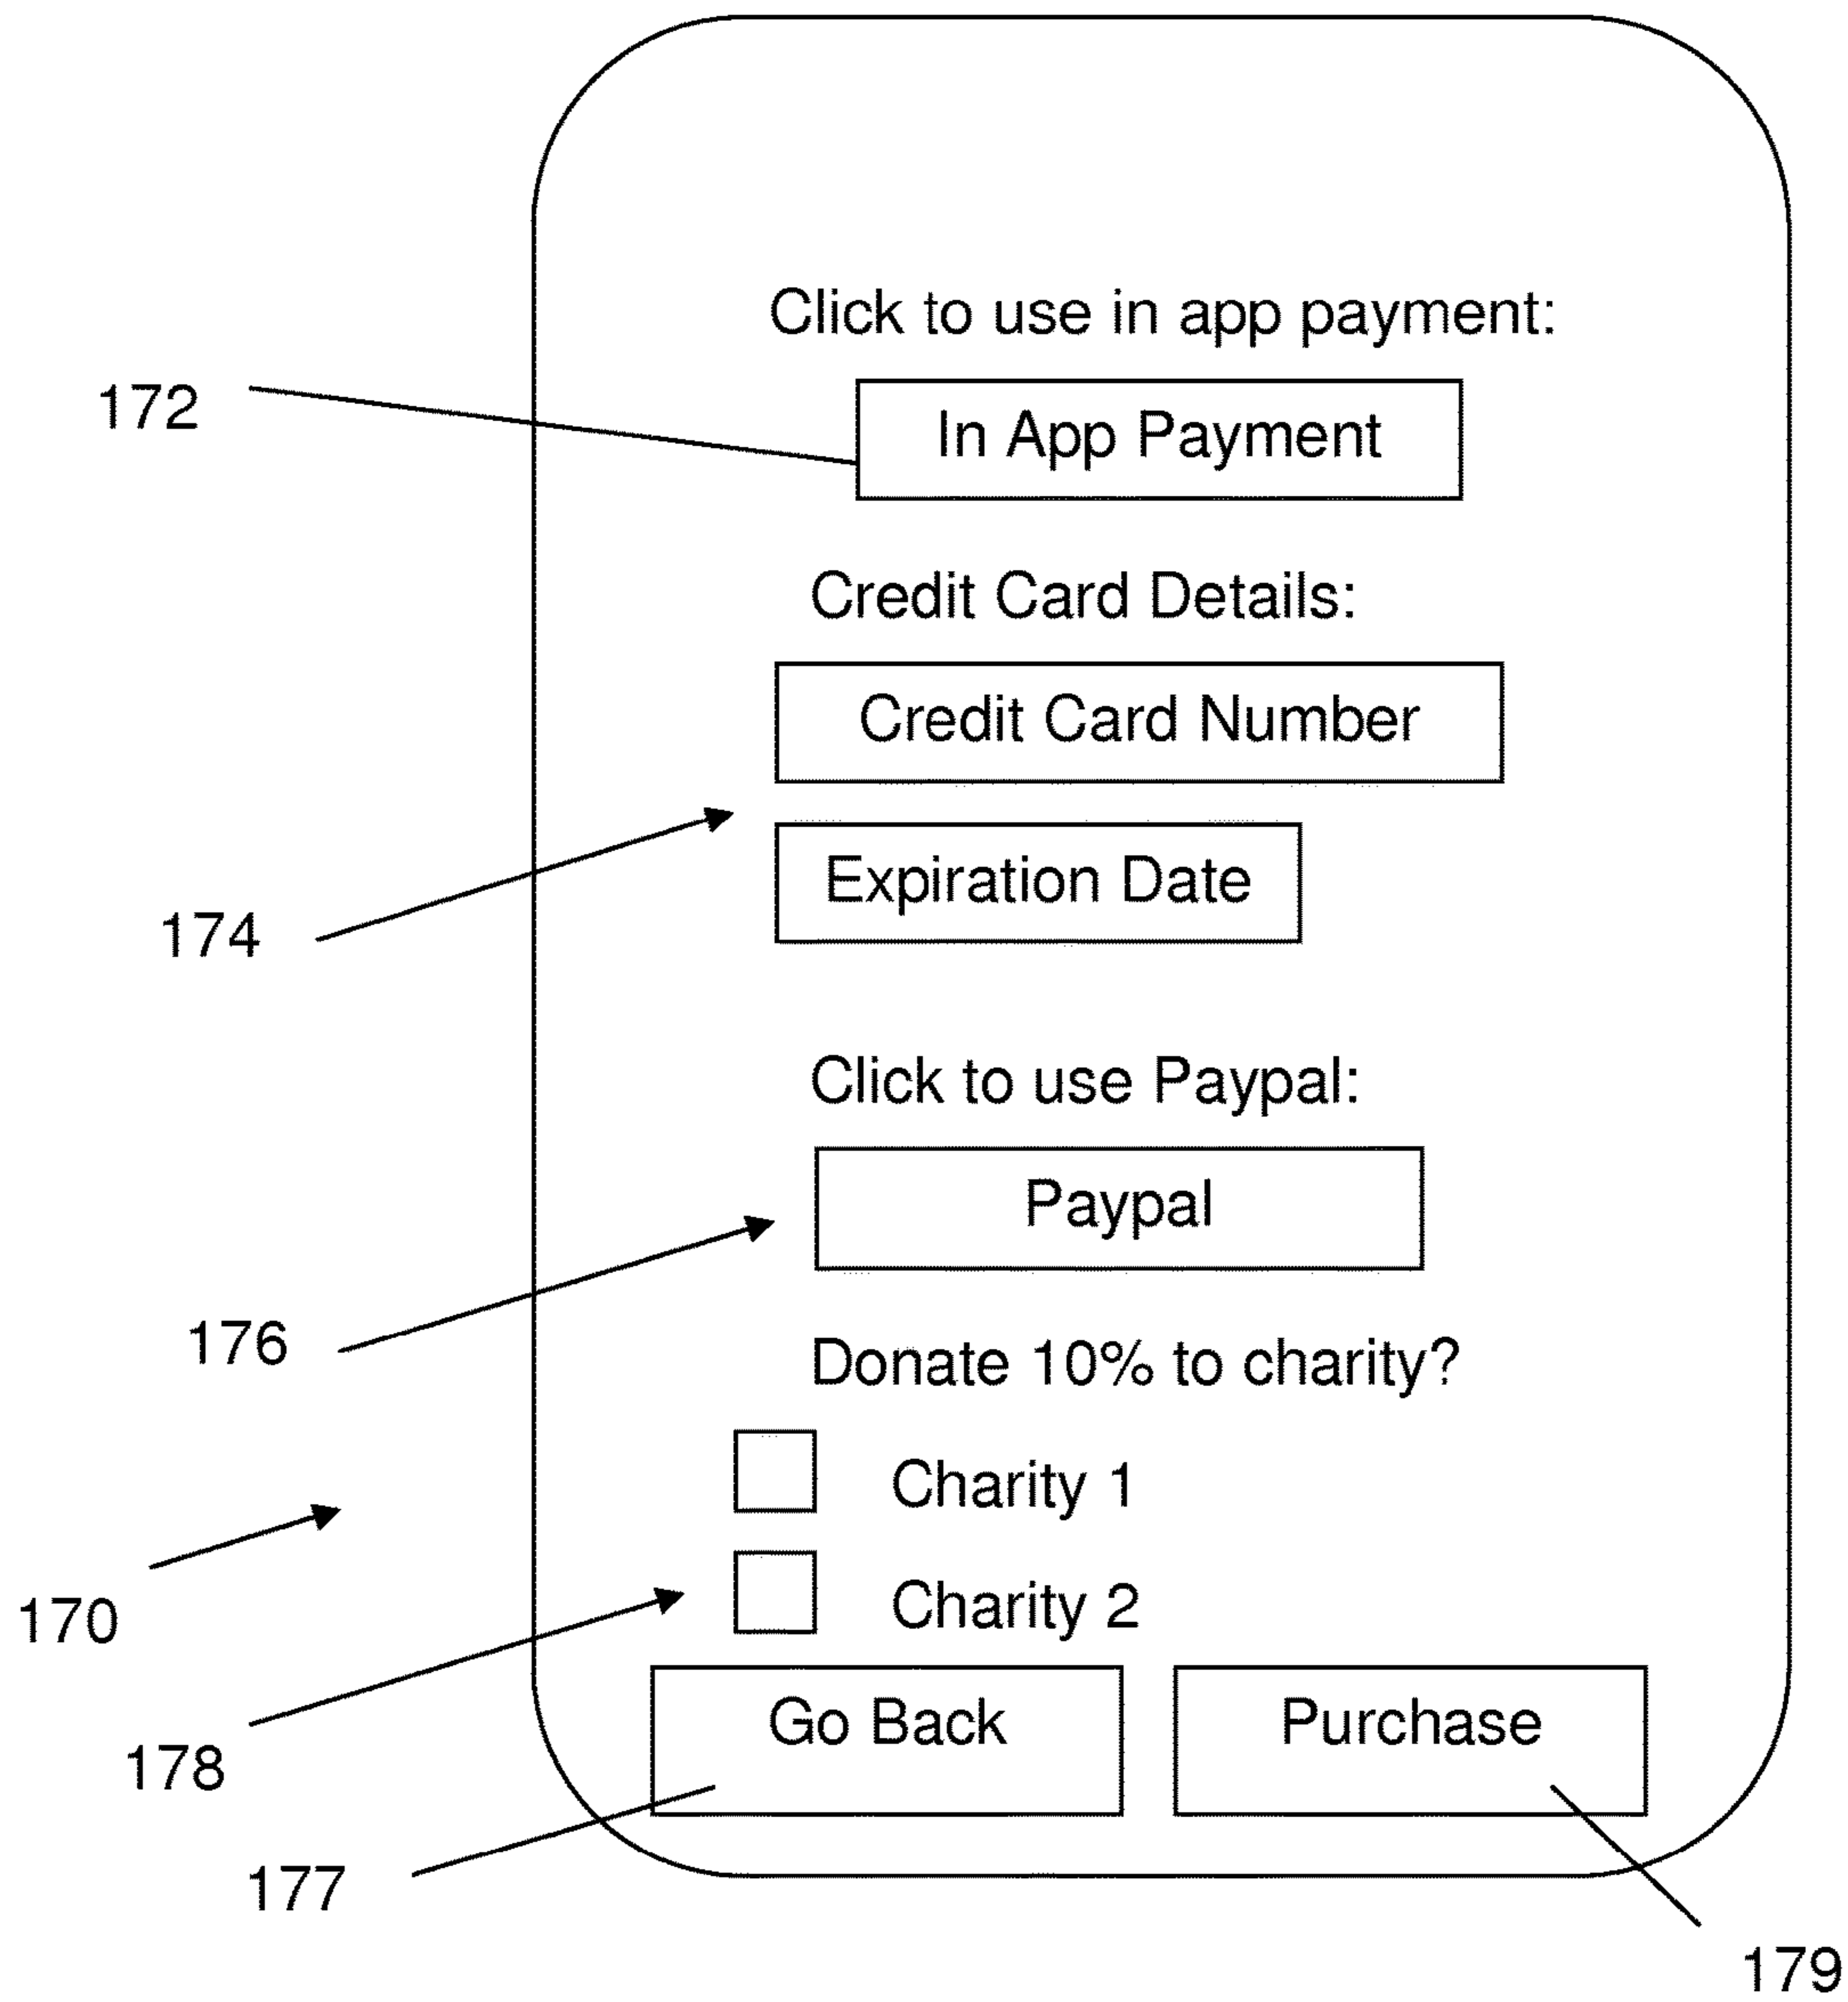 Click to use in app payment:
172
In App Payment
Credit Card Details:
Credit Card Number
Expiration Date
174
Click to use Paypal:
Paypal
176
Donate 10% to charity?
Charity 1
170
Charity 2
Go Back
Purchase
178
177
179